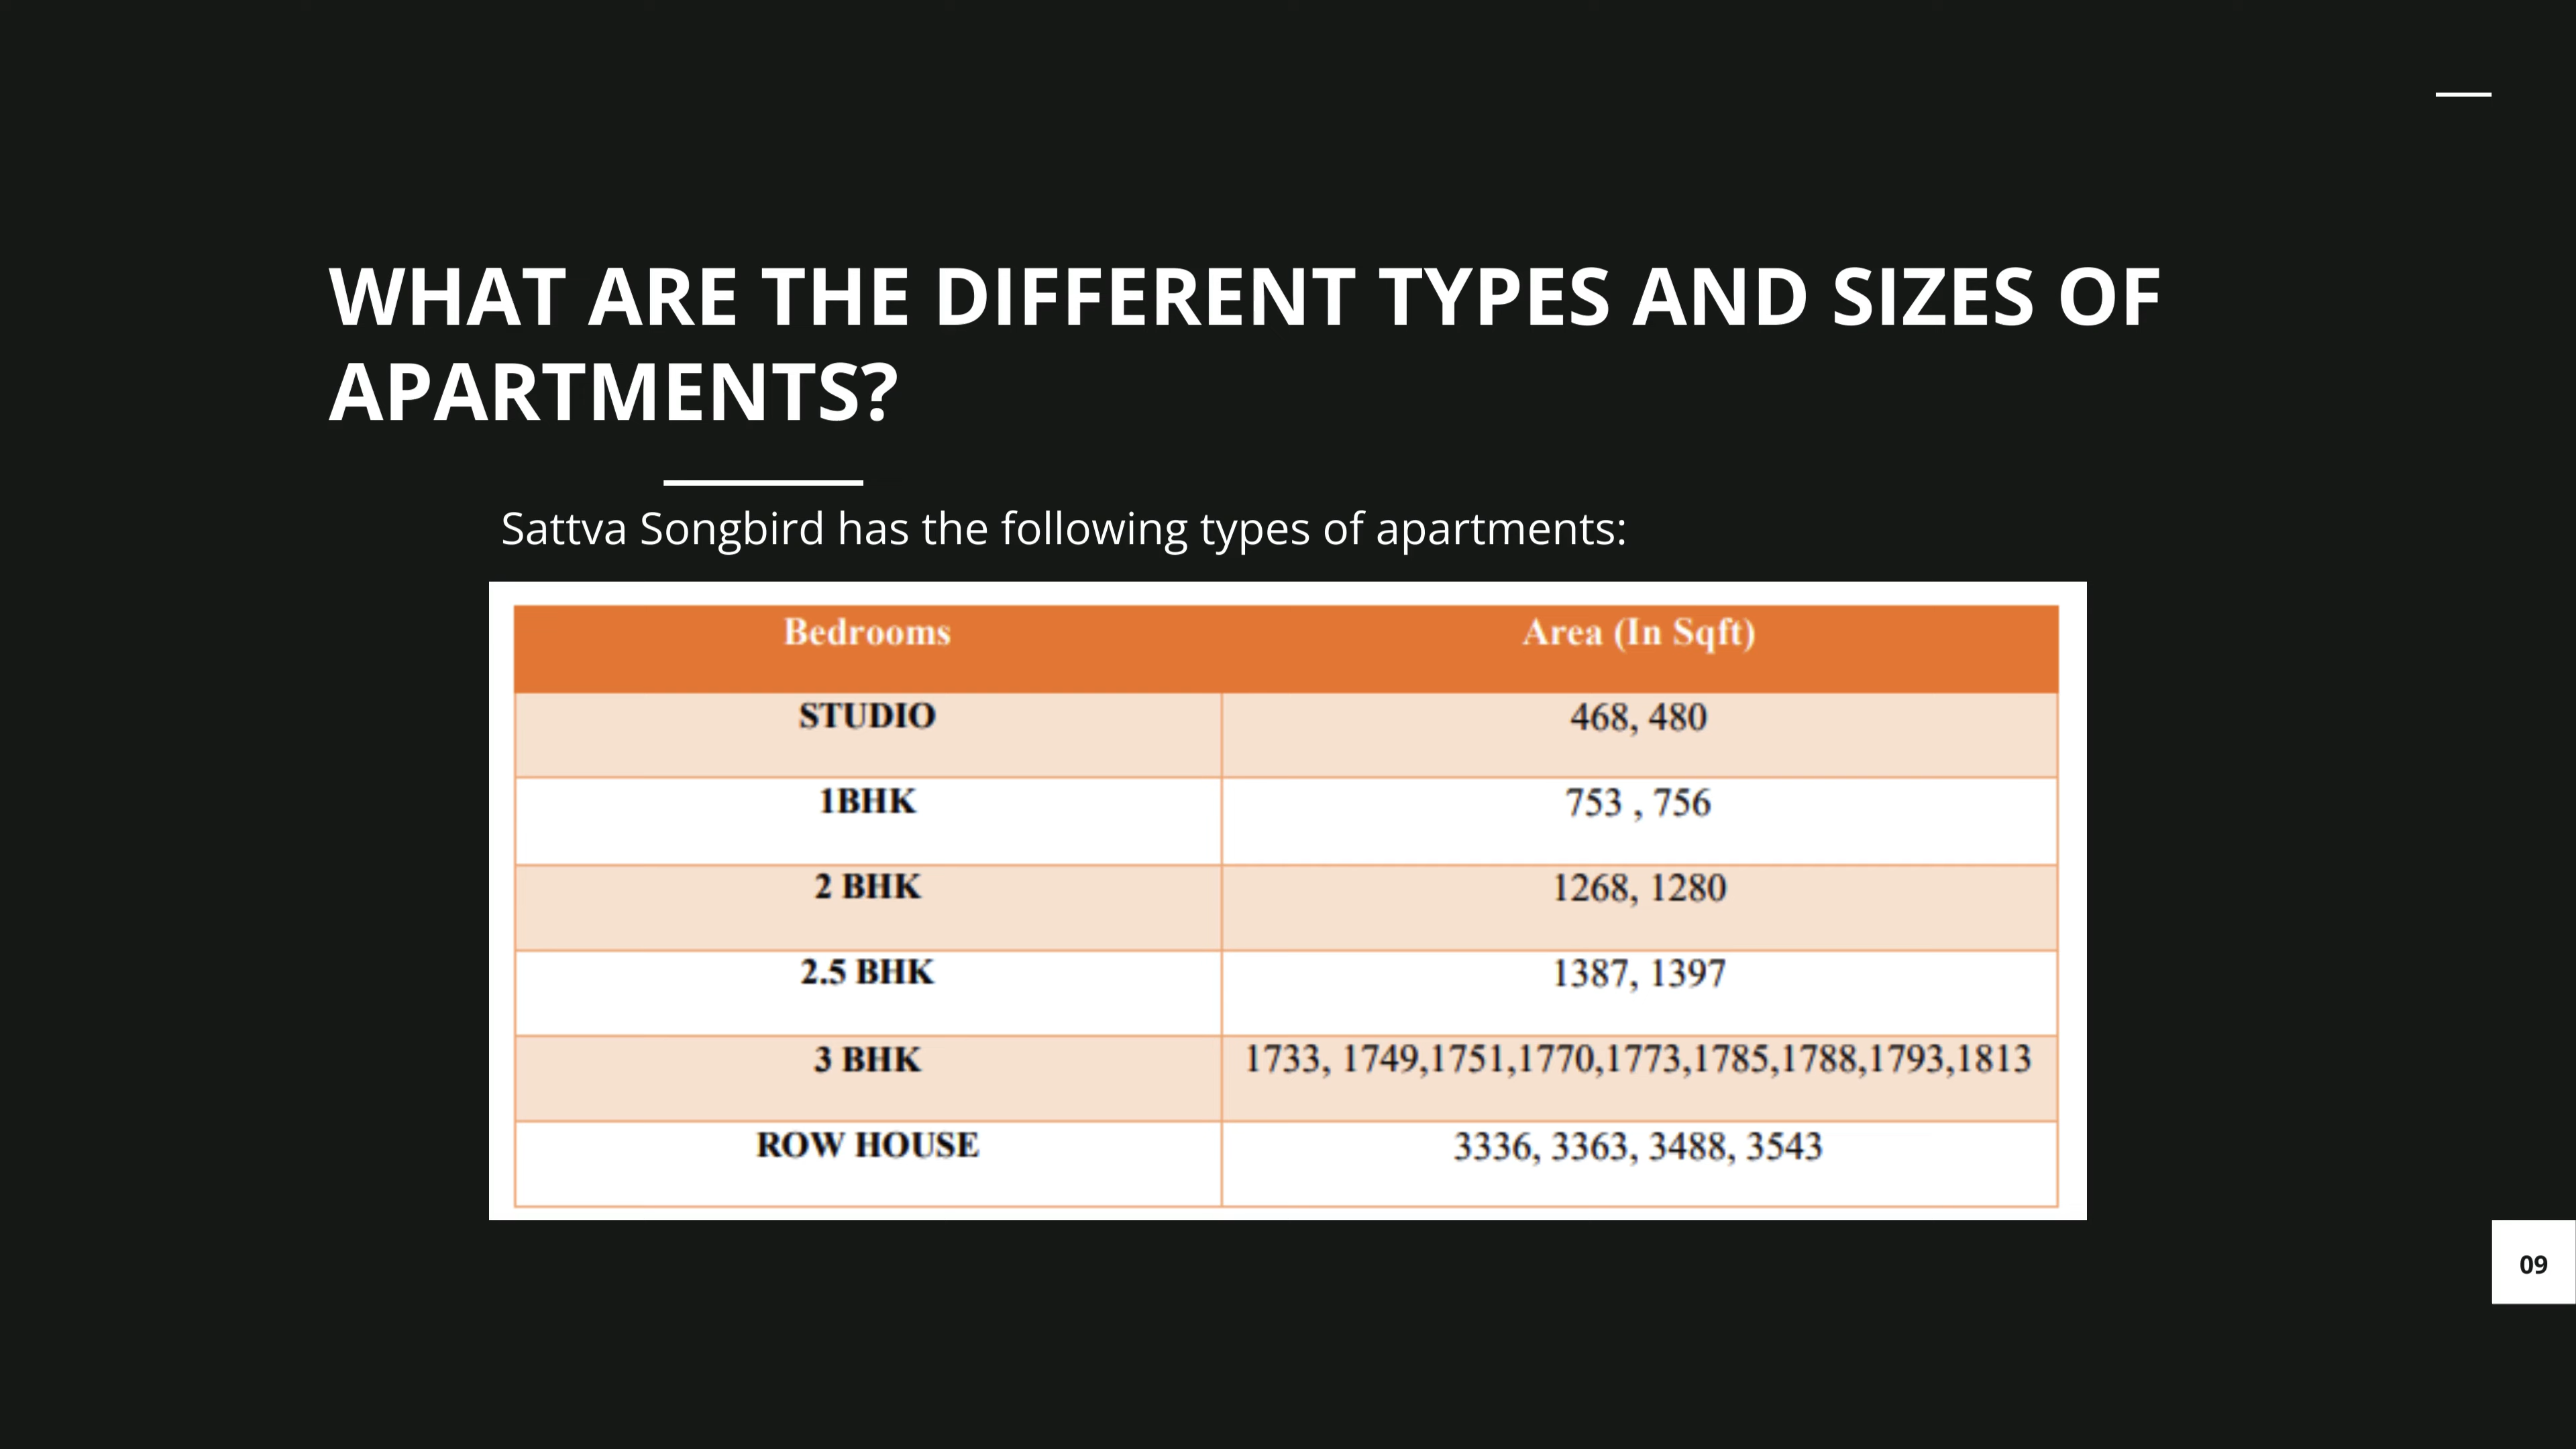 WHAT ARE THE DIFFERENT TYPES AND SIZES OF
APARTMENTS?
Sattva Songbird has the following types of apartments:
Bedrooms Area (In Sqft)
STUDIO 468, 480
1BHK 753 , 756
2 BHK 1268, 1280
2.5 BHK 1387, 1397
3 BHK 1733, 1749,1751,1770,1773,1785,1788,1793,1813
ROW HOUSE 3336, 3363, 3488, 3543
09